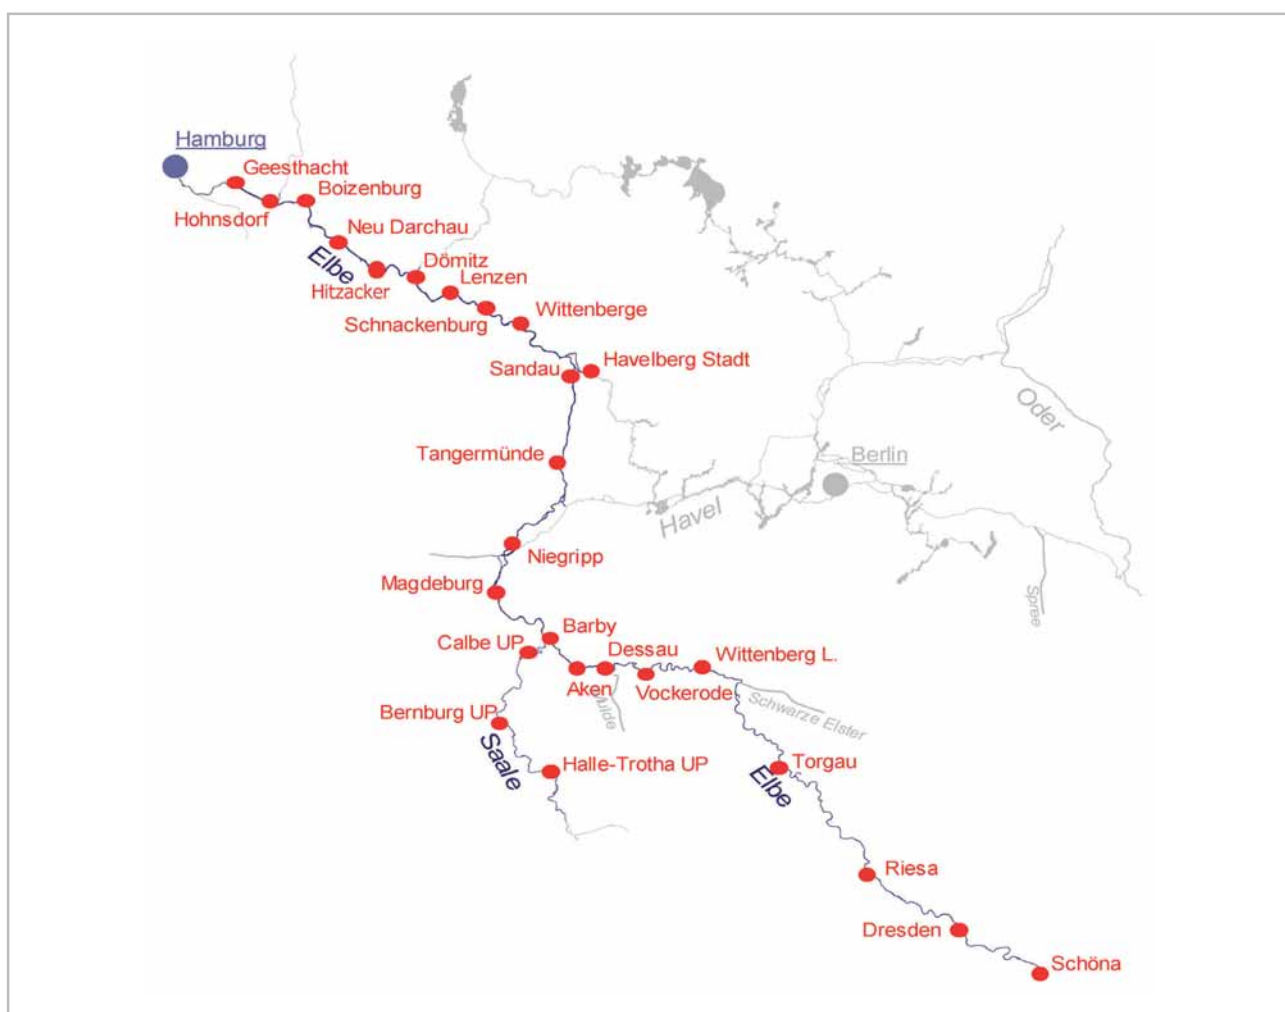 Hamburg
Geesthacht
Boizenburg
Hohnsdorf
Neu Darchau
Elbe
Dömitz
Lenzen
Hitzacker
Wittenberge
Schnackenburg
Havelberg Stadt
Sandau
Oder
Tangermünde
Berlin
Havel
Niegripp
Magdeburg
Spree
Barby
Calbe UP
Dessau
Wittenberg L.
Aken
Vockerode
Schwarze Elster
Bernburg UP
Saale
Halle-Trotha UP
Torgau
Elbe
Riesa
Dresden
Schöna